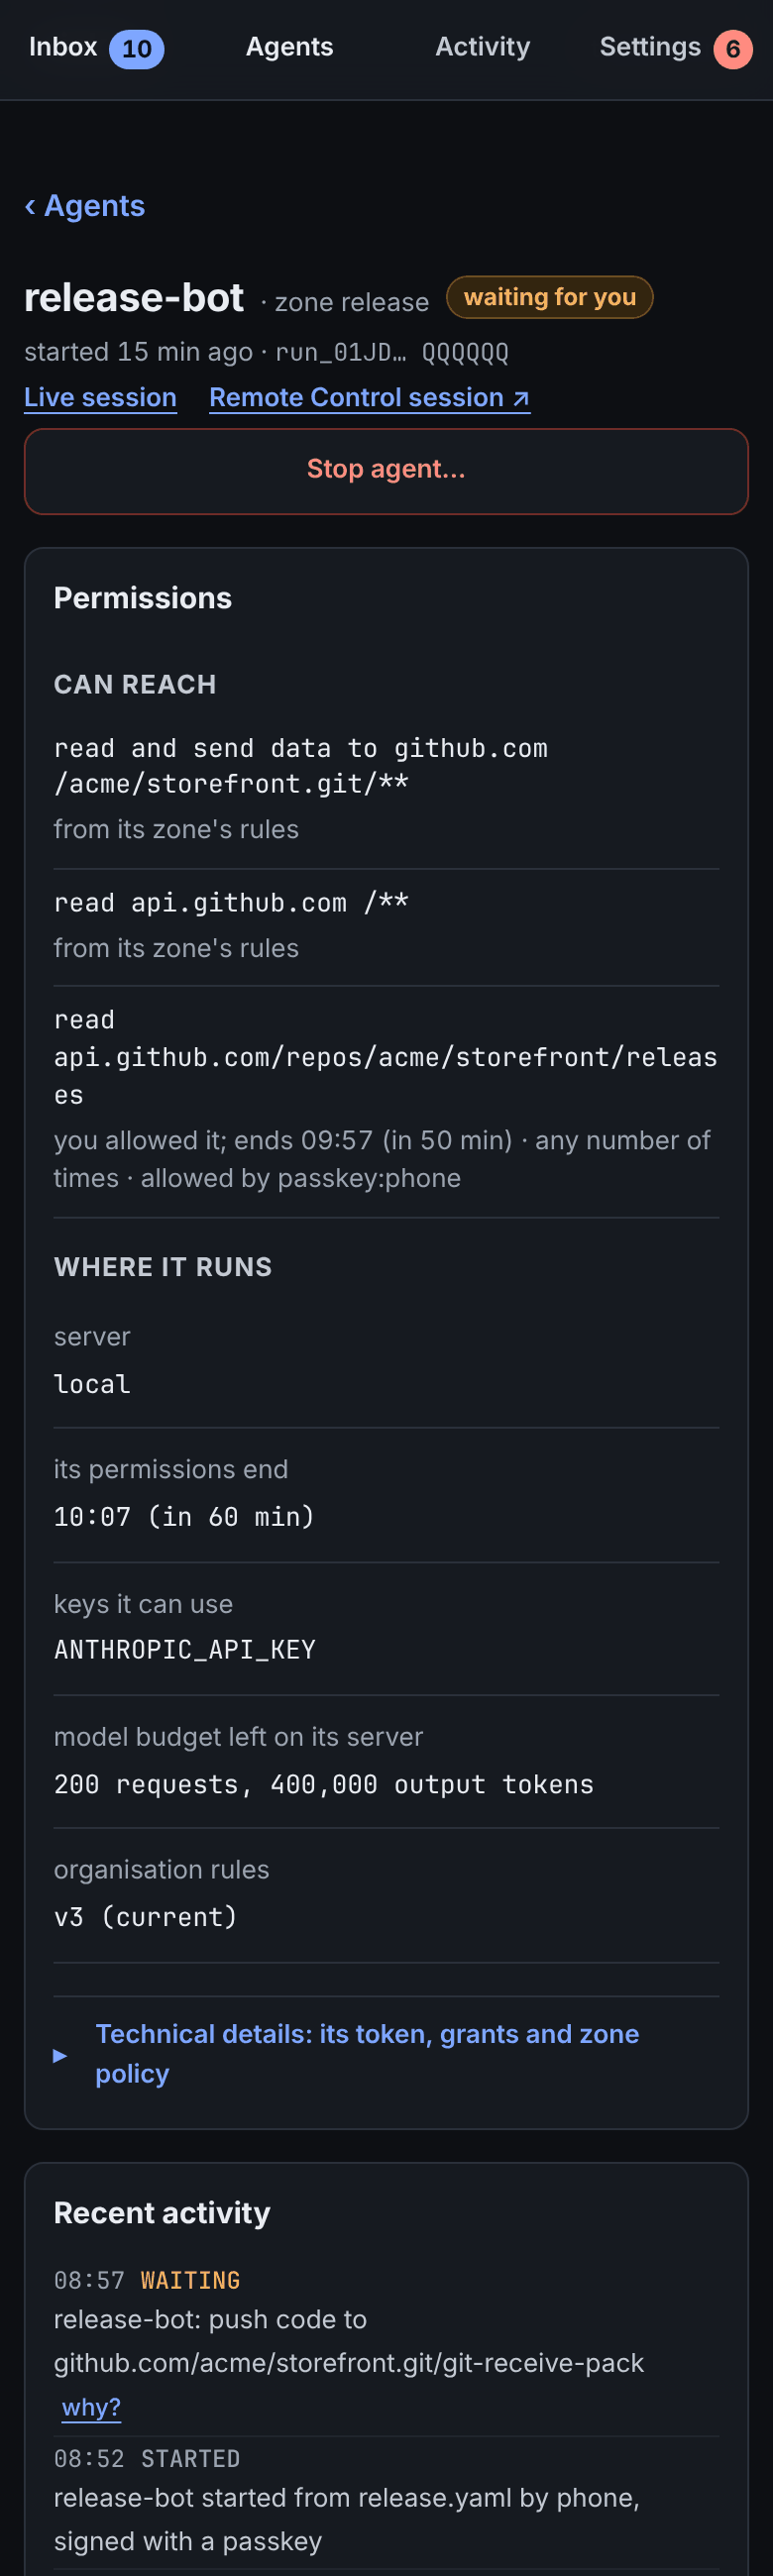 Inbox 10 Agents Activity Settings 6
‹ Agents
release-bot · zone release waiting for you
started 15 min ago · run_01JD… QQQQQQ
Live session Remote Control session ↗
Stop agent…
Permissions
CAN REACH
read and send data to github.com
/acme/storefront.git/**
from its zone's rules
read api.github.com /**
from its zone's rules
read
api.github.com/repos/acme/storefront/releas
es
you allowed it; ends 09:57 (in 50 min) · any number of
times · allowed by passkey:phone
WHERE IT RUNS
server
local
its permissions end
10:07 (in 60 min)
keys it can use
ANTHROPIC_API_KEY
model budget left on its server
200 requests, 400,000 output tokens
organisation rules
v3 (current)
▸ Technical details: its token, grants and zone
policy
Recent activity
08:57 WAITING
release-bot: push code to
github.com/acme/storefront.git/git-receive-pack
why?
08:52 STARTED
release-bot started from release.yaml by phone,
signed with a passkey